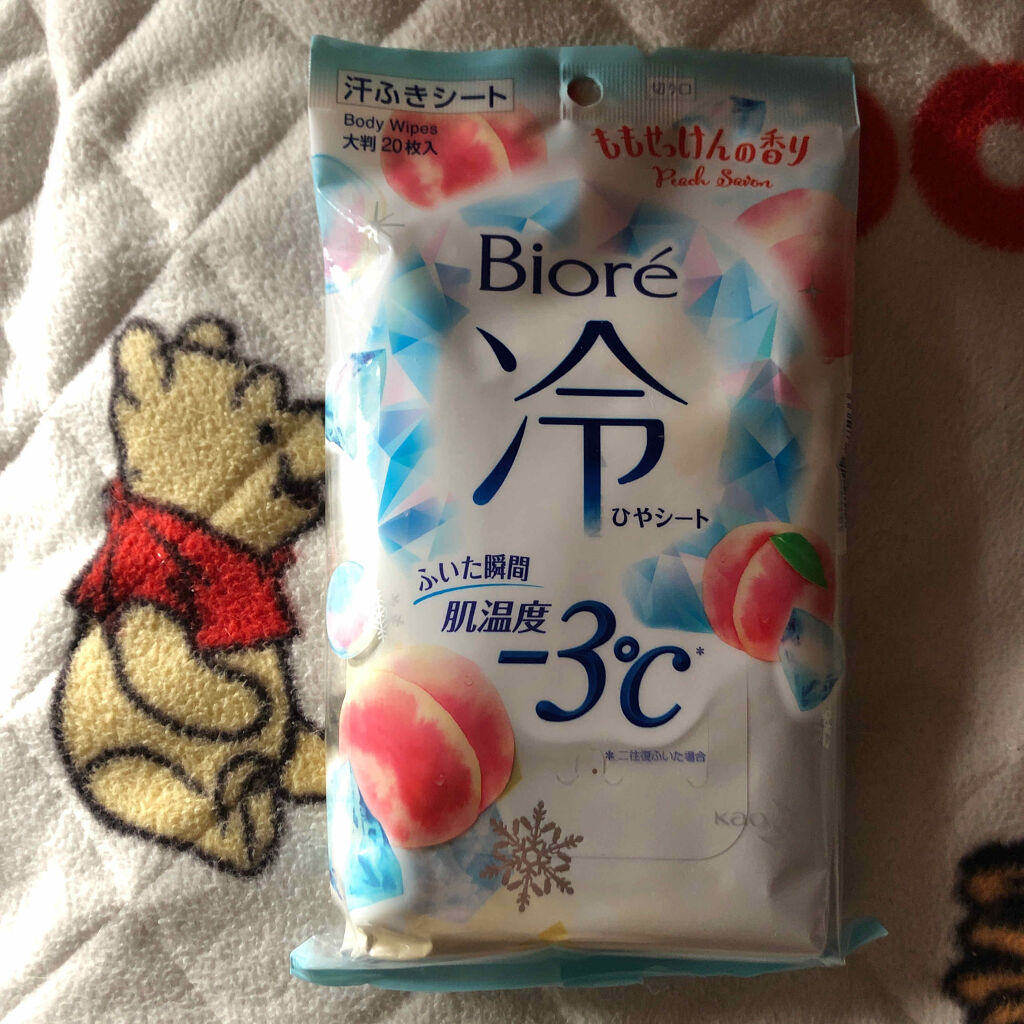 汗ふきシート
Body Wipes
大判 20枚入
切り口
ももせっけんの香り
Peach Savon
Bioré
冷
ひやシート
ふいた瞬間
肌温度
-3℃*
*二往復ふいた場合
Kao